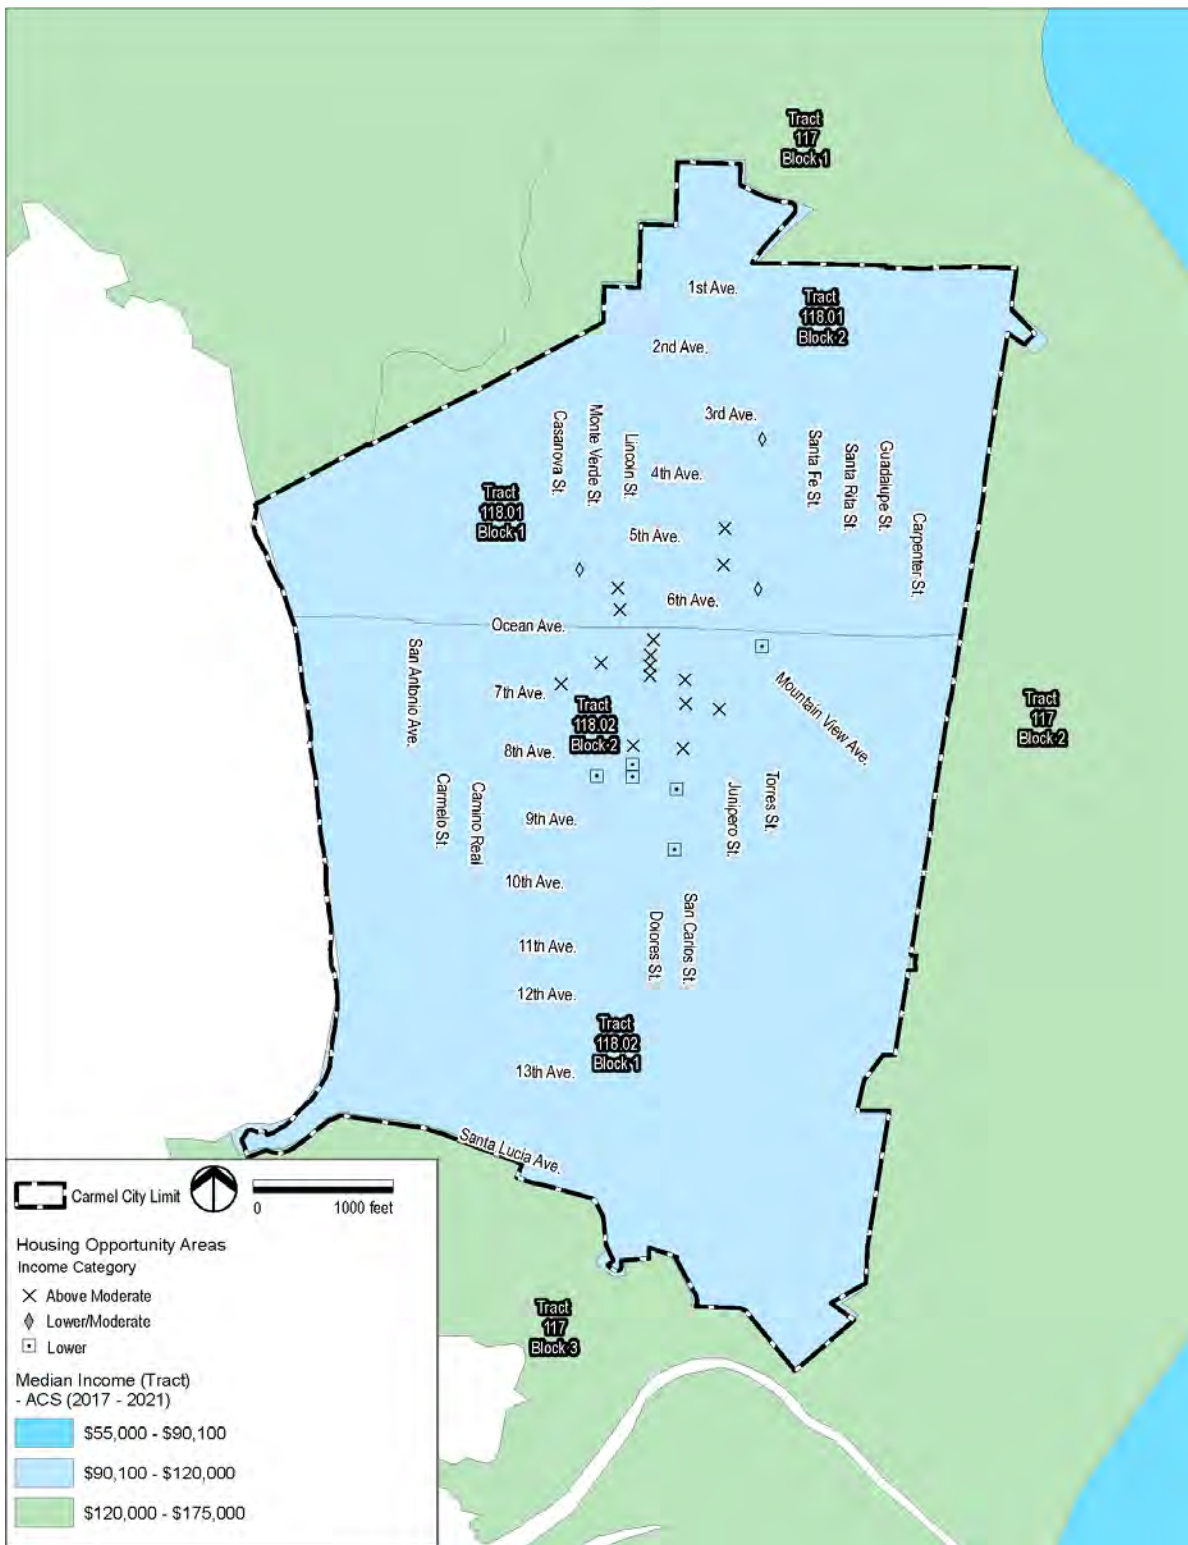 Tract
117
Block 1
1st Ave.
Tract
118.01
Block 2
2nd Ave.
3rd Ave.
Casanova St.
Monte Verde St.
Lincoln St.
4th Ave.
Santa Fe St.
Santa Rita St.
Guadalupe St.
Carpenter St.
Tract
118.01
Block 1
5th Ave.
6th Ave.
Ocean Ave.
San Antonio Ave.
7th Ave.
Mountain View Ave.
Tract
117
Block 2
Tract
118.02
Block 2
8th Ave.
Carmelo St.
Camino Real
Junipero St.
Torres St.
9th Ave.
10th Ave.
Dolores St.
San Carlos St.
11th Ave.
12th Ave.
Tract
118.02
Block 1
13th Ave.
Santa Lucia Ave.
Tract
117
Block 3
Carmel City Limit
0 1000 feet
Housing Opportunity Areas
Income Category
Above Moderate
Lower/Moderate
Lower
Median Income (Tract)
- ACS (2017 - 2021)
$55,000 - $90,100
$90,100 - $120,000
$120,000 - $175,000